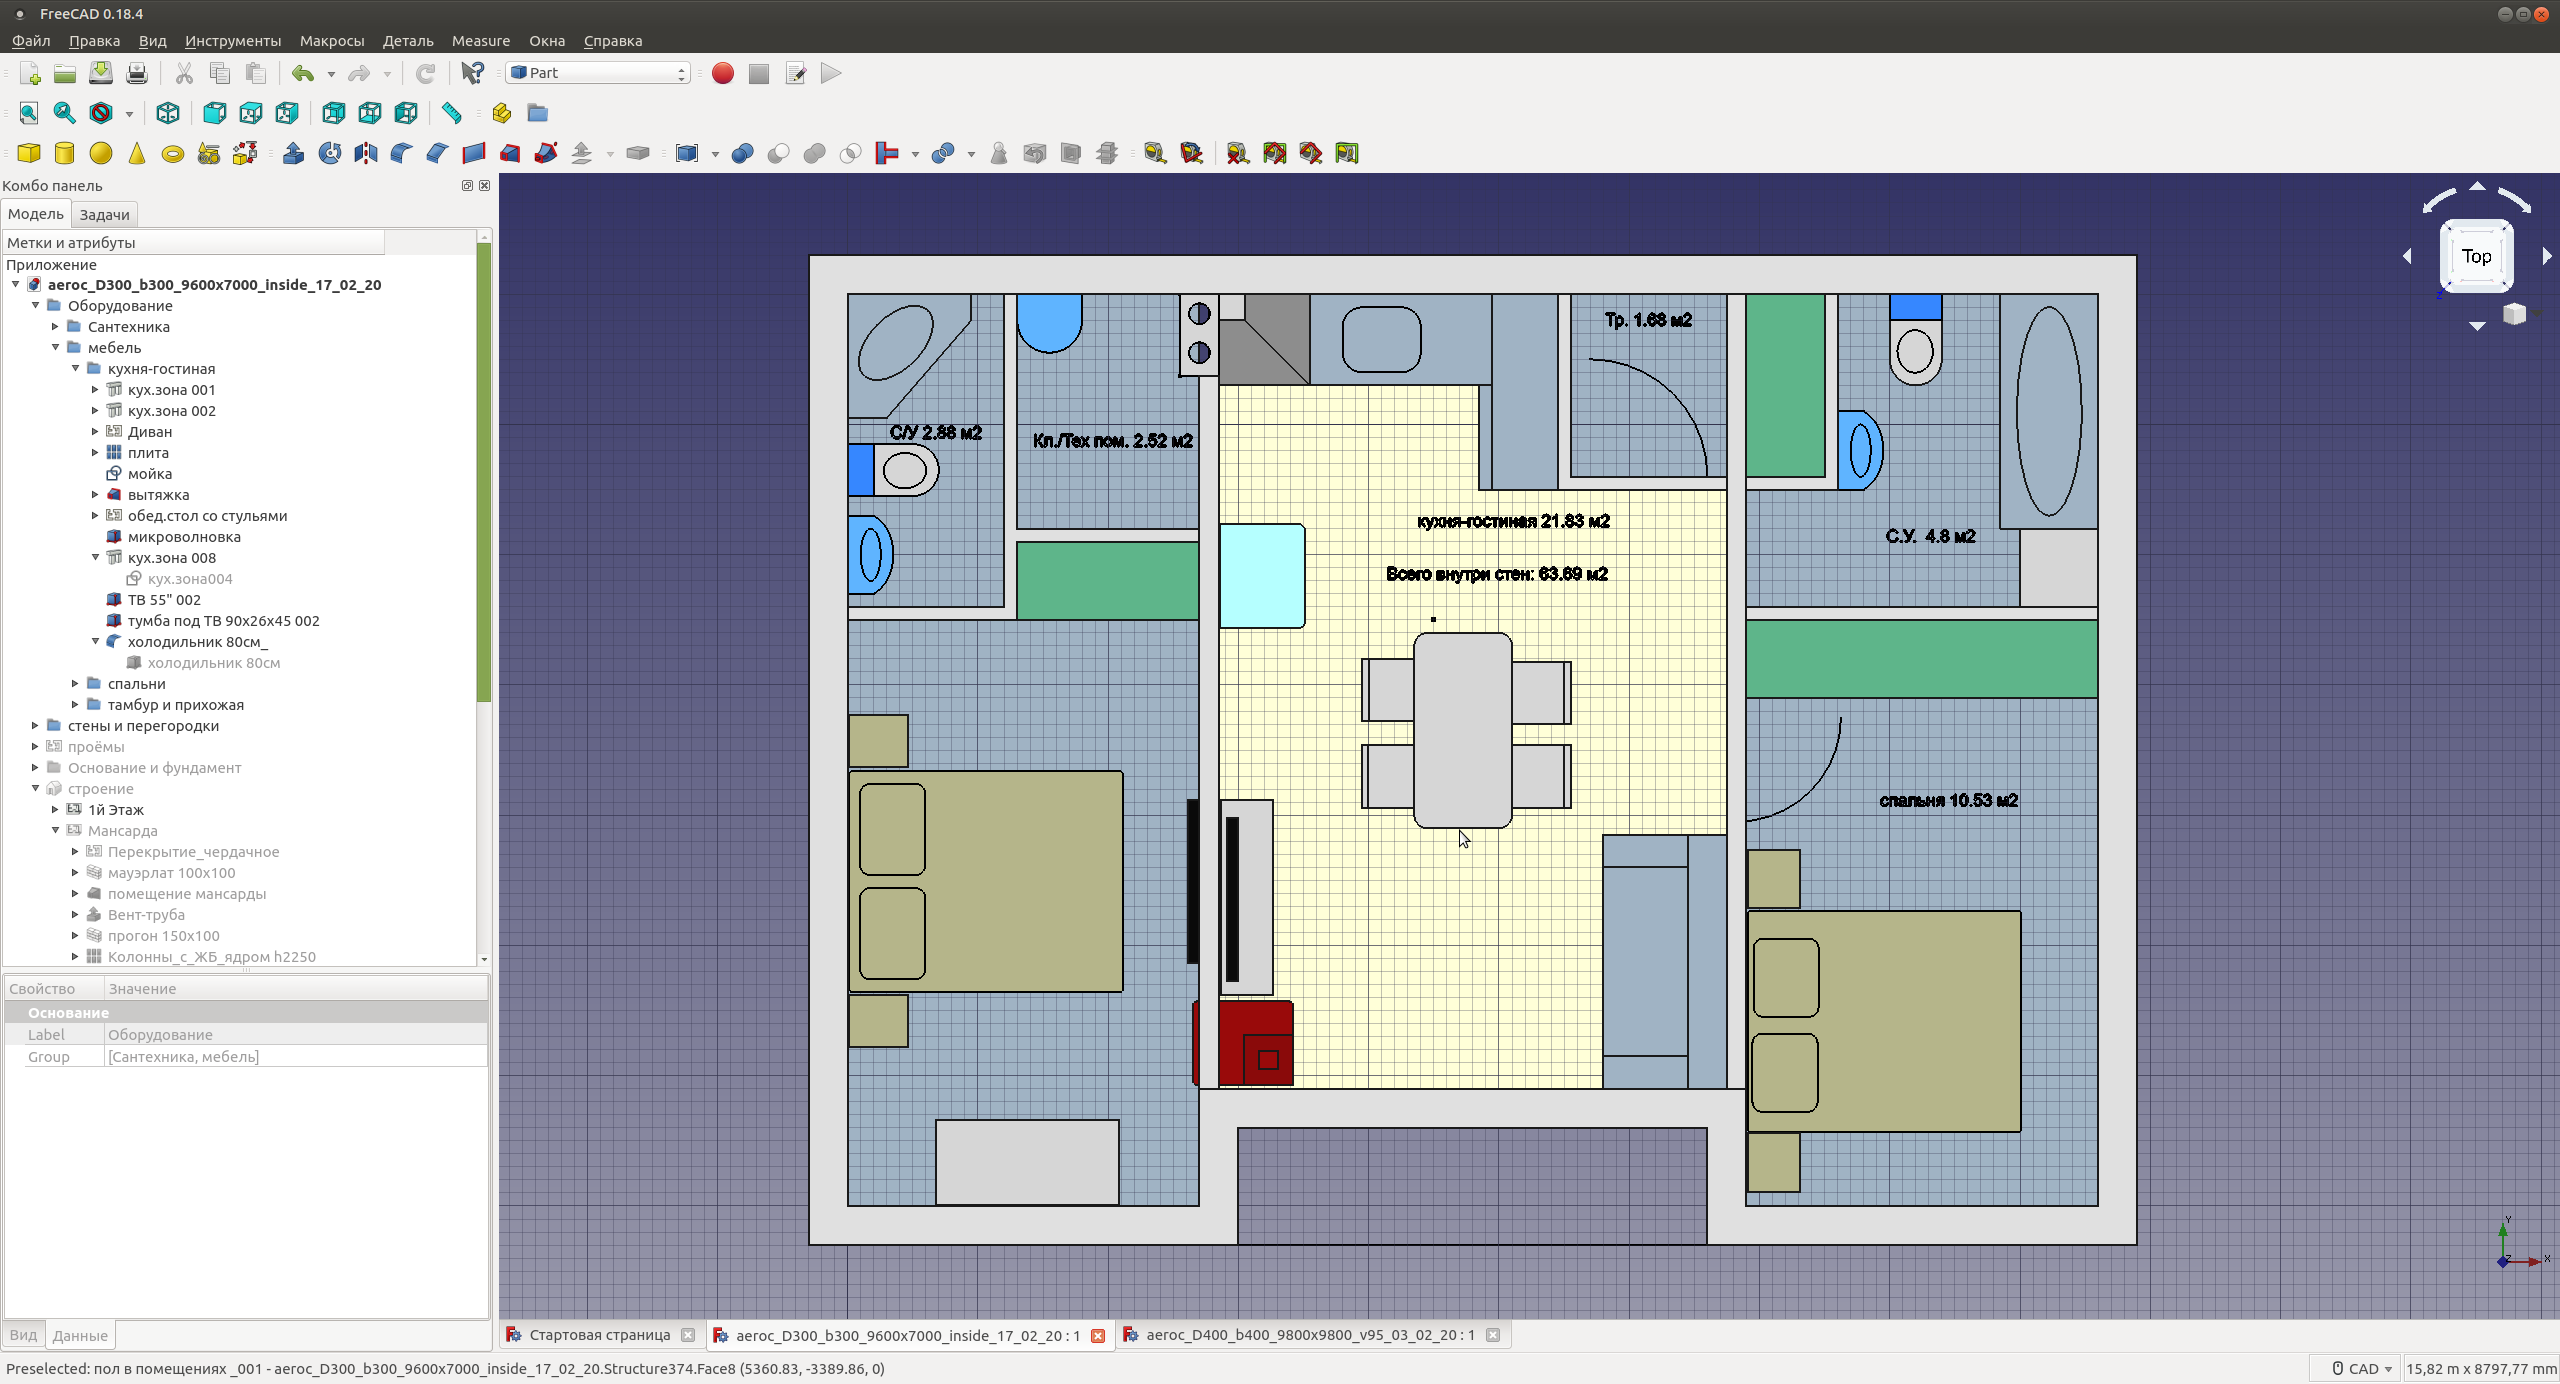 FreeCAD 0.18.4
Файл Правка Вид Инструменты Макросы Деталь Measure Окна Справка
Part
Комбо панель
Модель Задачи
Метки и атрибуты
Приложение
aeroc_D300_b300_9600x7000_inside_17_02_20
Оборудование
Сантехника
мебель
кухня-гостиная
кух.зона 001
кух.зона 002
Диван
плита
мойка
вытяжка
обед.стол со стульями
микроволновка
кух.зона 008
кух.зона004
ТВ 55" 002
тумба под ТВ 90x26x45 002
холодильник 80см_
холодильник 80см
спальни
тамбур и прихожая
стены и перегородки
проёмы
Основание и фундамент
строение
1й Этаж
Мансарда
Перекрытие_чердачное
мауэрлат 100x100
помещение мансарды
Вент-труба
прогон 150x100
Колонны_с_ЖБ_ядром h2250
Свойство Значение
Основание
Label Оборудование
Group [Сантехника, мебель]
Вид Данные
Top
Тр. 1.68 м2
С/У 2.88 м2
Кл./Тех пом. 2.52 м2
кухня-гостиная 21.83 м2
С.У. 4.8 м2
Всего внутри стен: 63.69 м2
спальня 10.53 м2
Y
Z X
Z
Стартовая страница
aeroc_D300_b300_9600x7000_inside_17_02_20 : 1
aeroc_D400_b400_9800x9800_v95_03_02_20 : 1
Preselected: пол в помещениях _001 - aeroc_D300_b300_9600x7000_inside_17_02_20.Structure374.Face8 (5360.83, -3389.86, 0)
CAD
15,82 m x 8797,77 mm